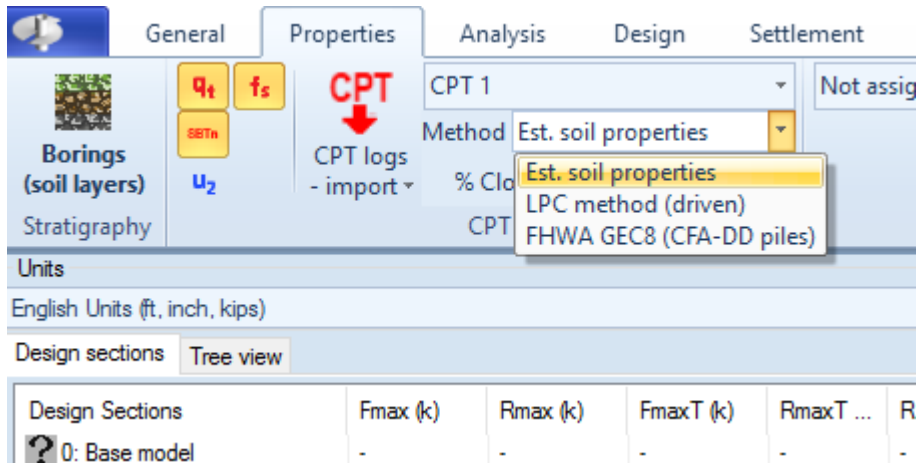 General Properties Analysis Design Settlement
qt fs CPT CPT 1 Not assig
SBTn Method Est. soil properties
Borings CPT logs Est. soil properties
(soil layers) u2 - import % Clo LPC method (driven)
Stratigraphy CPT FHWA GEC8 (CFA-DD piles)
Units
English Units (ft, inch, kips)
Design sections Tree view
Design Sections Fmax (k) Rmax (k) FmaxT (k) RmaxT ... R
? 0: Base model - - - - -